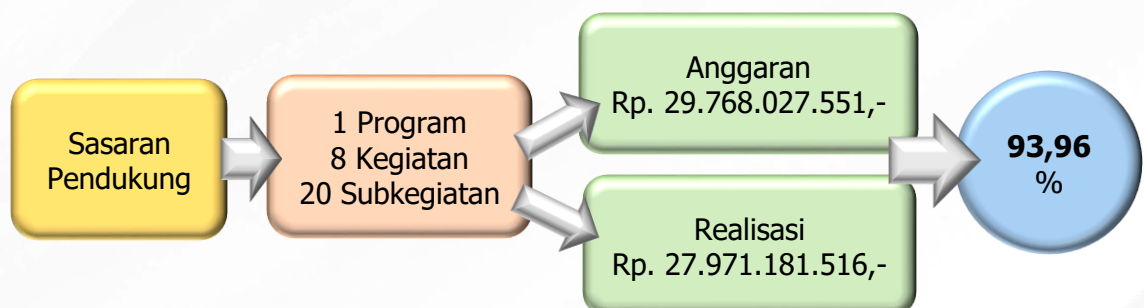 Sasaran
Pendukung
1 Program
8 Kegiatan
20 Subkegiatan
Anggaran
Rp. 29.768.027.551,-
Realisasi
Rp. 27.971.181.516,-
93,96
%